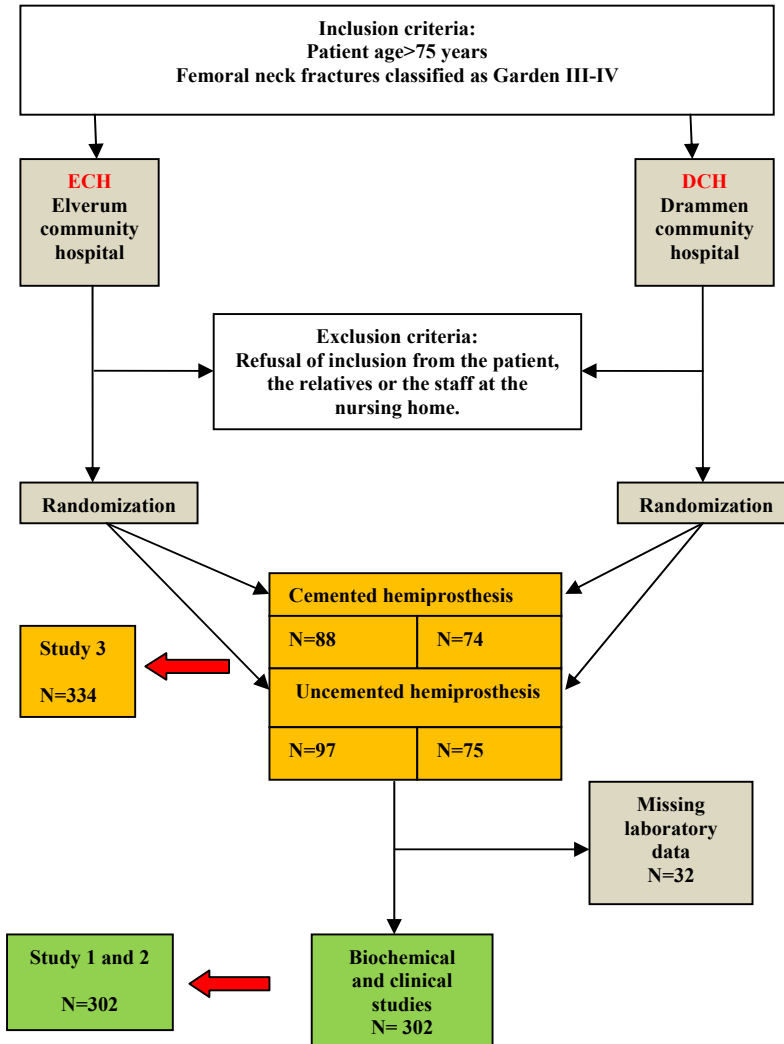 Inclusion criteria:
Patient age>75 years
Femoral neck fractures classified as Garden III-IV
ECH
Elverum
community
hospital
DCH
Drammen
community
hospital
Exclusion criteria:
Refusal of inclusion from the patient,
the relatives or the staff at the
nursing home.
Randomization
Randomization
Cemented hemiprosthesis
N=88
N=74
Study 3
N=334
Uncemented hemiprosthesis
N=97
N=75
Missing
laboratory
data
N=32
Study 1 and 2
N=302
Biochemical
and clinical
studies
N= 302